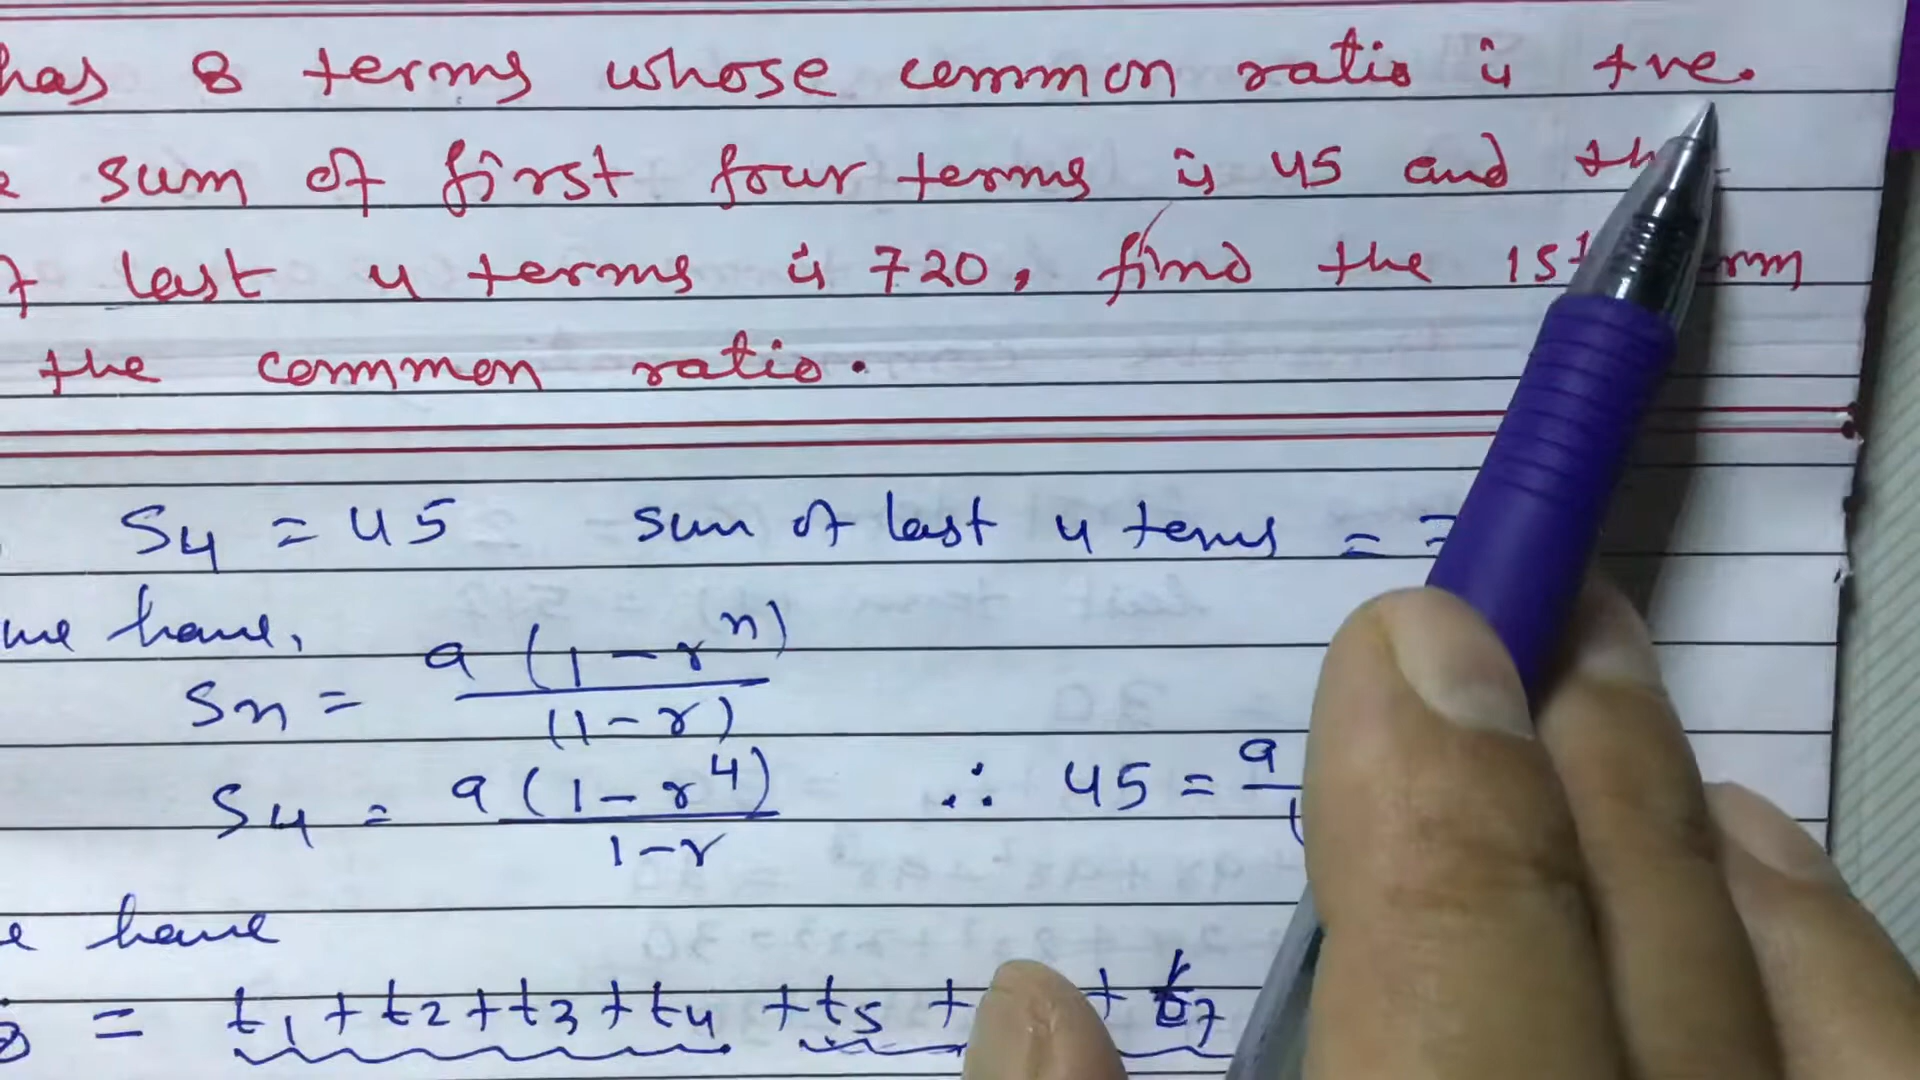 has 8 terms whose common ratio is +ve.
sum of first four terms is 45 and
last 4 terms is 720, find the 1st
the common ratio.
S4 = 45 sum of last 4 terms =
we have,
Sn = a(1-r^n)/(1-r)
S4 = a(1-r^4)/1-r ∴ 45 = a
have
= t1+t2+t3+t4+t5+ + t7